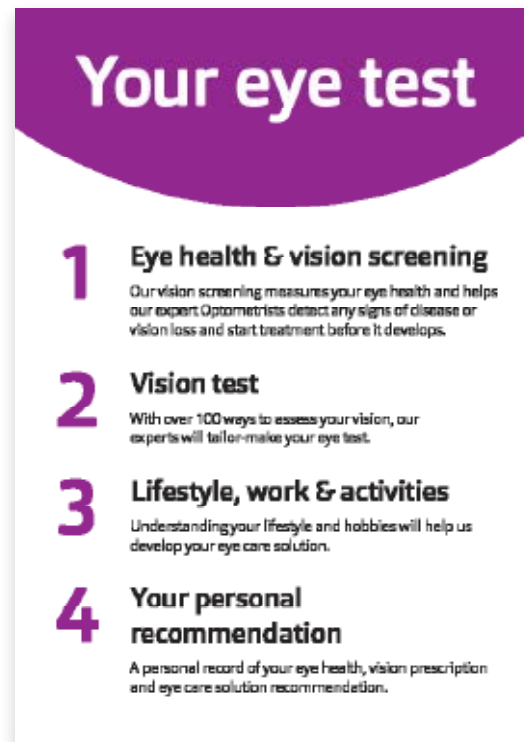 Your eye test
1
Eye health & vision screening
Our vision screening measures your eye health and helps
our expert Optometrists detect any signs of disease or
vision loss and start treatment before it develops.
2
Vision test
With over 100 ways to assess your vision, our
experts will tailor-make your eye test.
3
Lifestyle, work & activities
Understanding your lifestyle and hobbies will help us
develop your eye care solution.
4
Your personal
recommendation
A personal record of your eye health, vision prescription
and eye care solution recommendation.